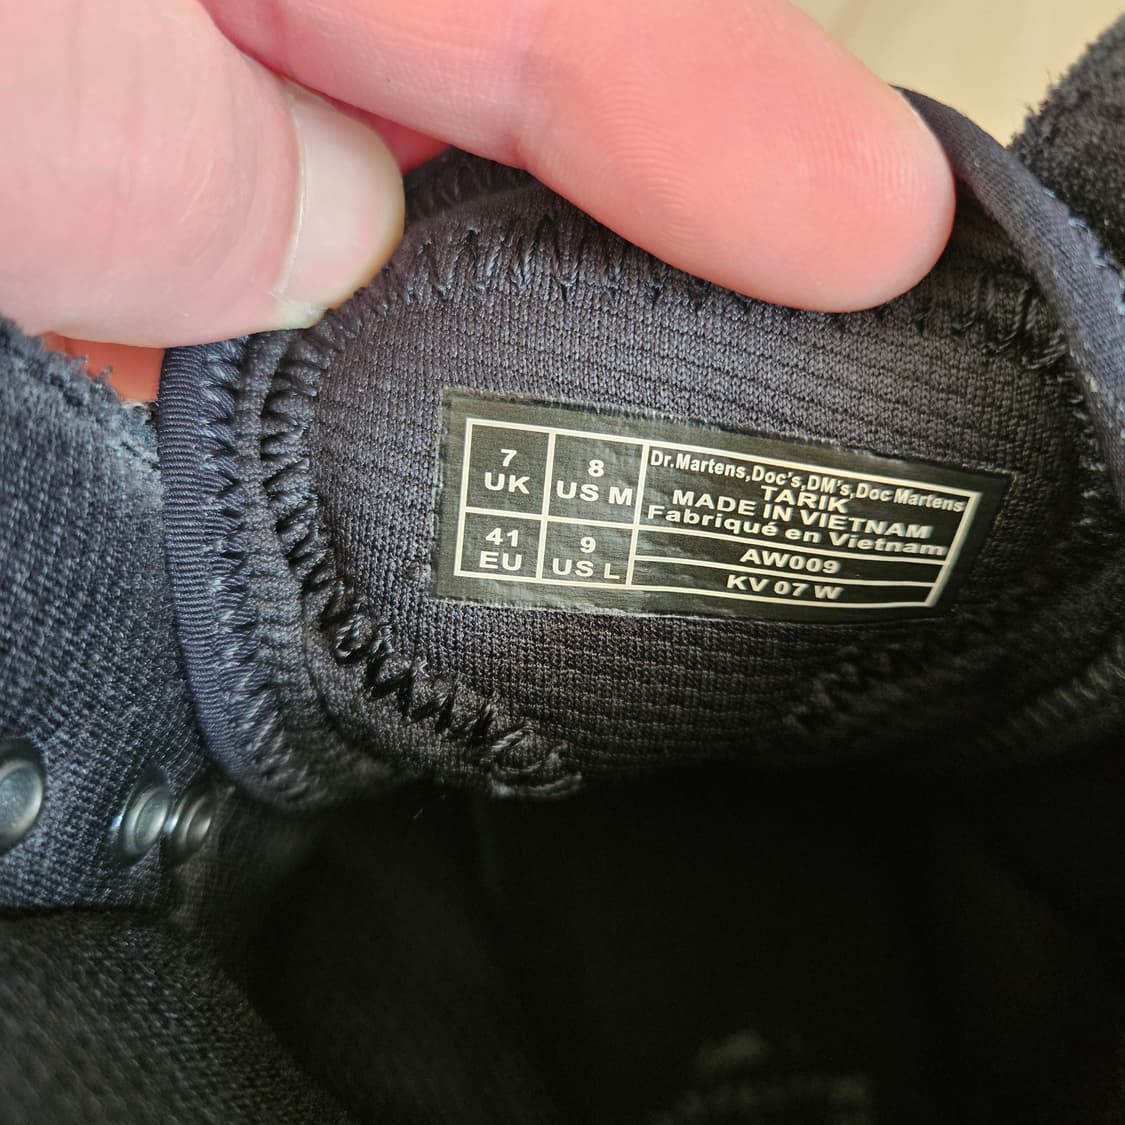 7
UK
8
US M
41
EU
9
US L
Dr.Martens,Doc's,DM's,Doc Martens
TARIK
MADE IN VIETNAM
Fabriqué en Vietnam
AW009
KV 07 W